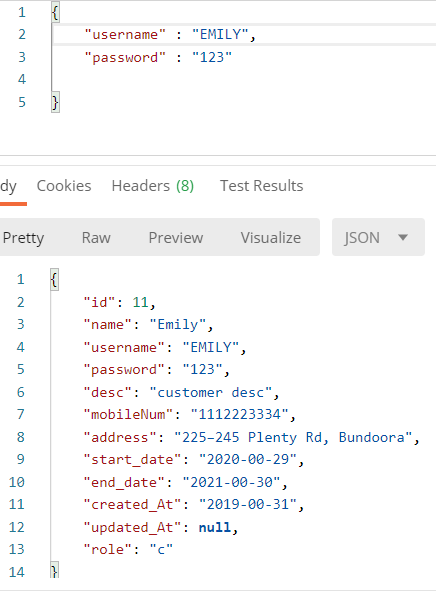 1 {
2 "username" : "EMILY",
3 "password" : "123"
4
5 }
dy Cookies Headers (8) Test Results
Pretty Raw Preview Visualize JSON
1 {
2 "id": 11,
3 "name": "Emily",
4 "username": "EMILY",
5 "password": "123",
6 "desc": "customer desc",
7 "mobileNum": "1112223334",
8 "address": "225–245 Plenty Rd, Bundoora",
9 "start_date": "2020-00-29",
10 "end_date": "2021-00-30",
11 "created_At": "2019-00-31",
12 "updated_At": null,
13 "role": "c"
14 }